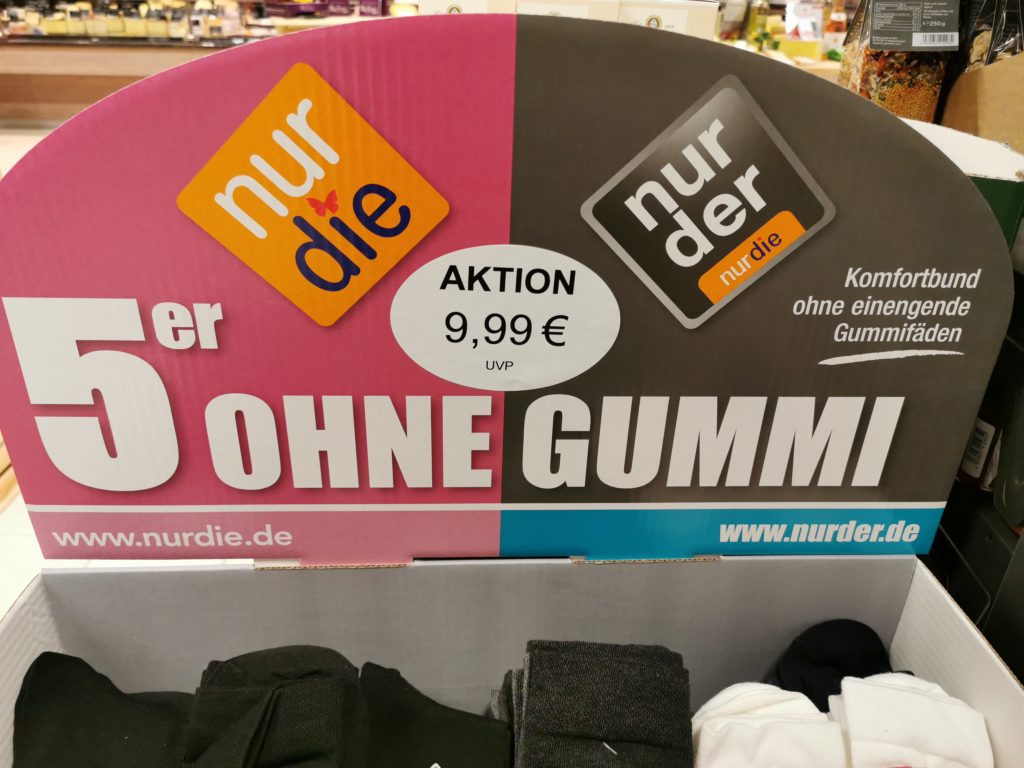 nur
die
nur
der
nurdie
AKTION
9,99 €
UVP
Komfortbund
ohne einengende
Gummifäden
5er
OHNE GUMMI
www.nurdie.de
www.nurder.de
250 g